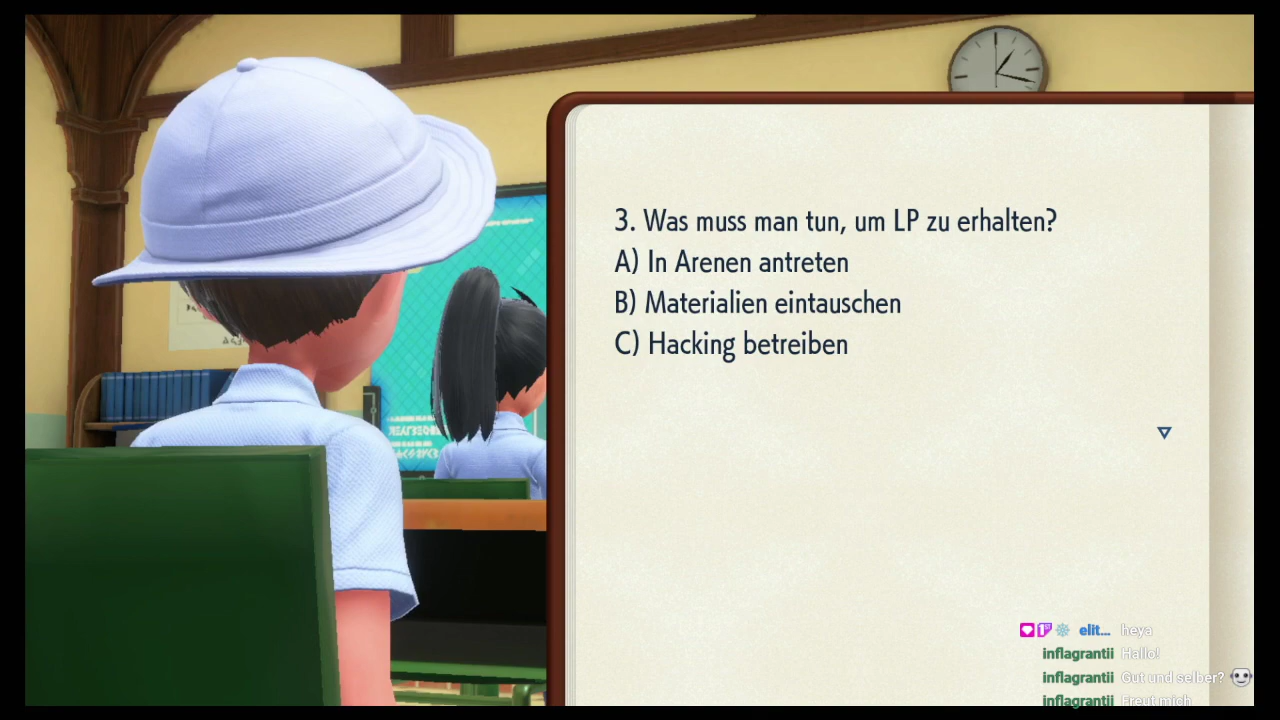 3. Was muss man tun, um LP zu erhalten?
A) In Arenen antreten
B) Materialien eintauschen
C) Hacking betreiben
elit... heya
inflagrantii Hallo!
inflagrantii Gut und selber?
inflagrantii Freut mich